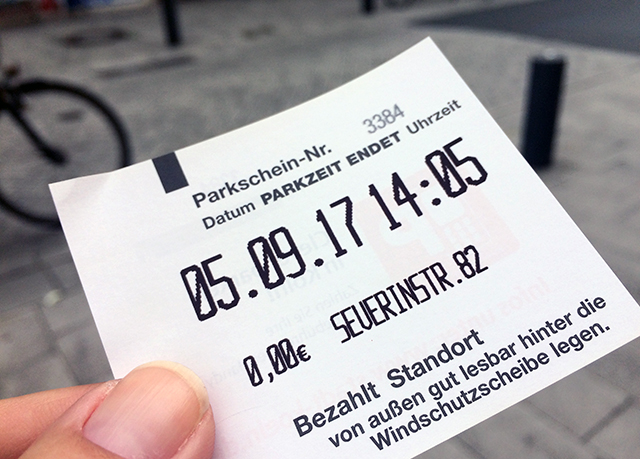 Parkschein-Nr. 3384
Datum PARKZEIT ENDET Uhrzeit
05.09.17 14:05
0,00€ SEVERINSTR.82
Bezahlt Standort
von außen gut lesbar hinter die
Windschutzscheibe legen.